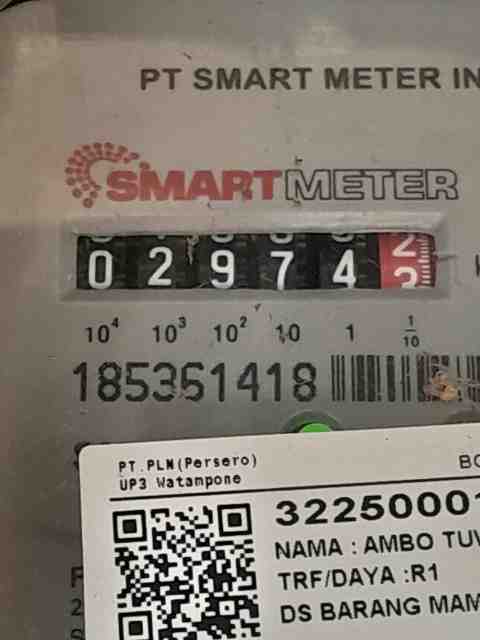 PT SMART METER IN
SMARTMETER
0 2 9 7 4 2
10⁴ 10³ 10² 10 1 1/10
185361418
PT.PLN(Persero)
UP3 Watampone
32250001
NAMA : AMBO TUW
TRF/DAYA :R1
DS BARANG MAM